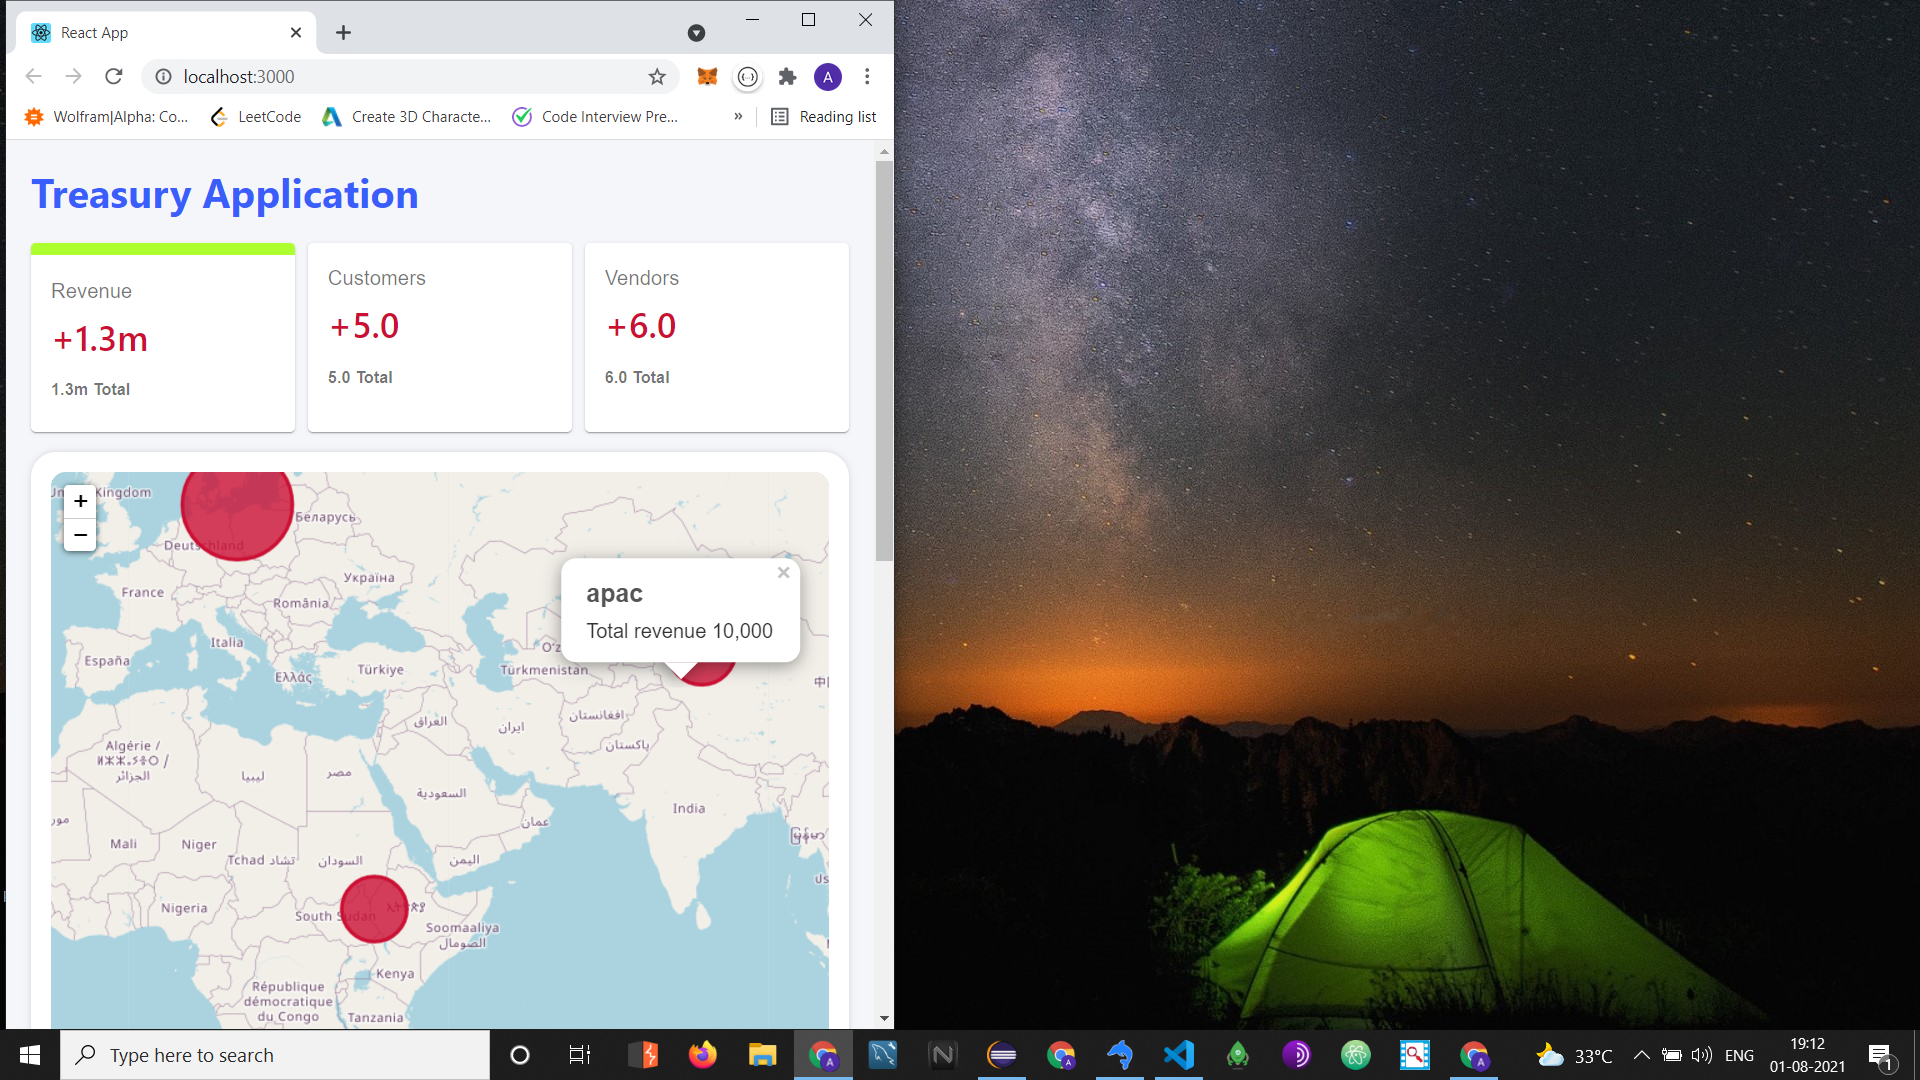 React App
localhost:3000
A
Wolfram|Alpha: Co...
LeetCode
Create 3D Characte...
Code Interview Pre...
»
Reading list
Treasury Application
Revenue
+1.3m
1.3m Total
Customers
+5.0
5.0 Total
Vendors
+6.0
6.0 Total
+
−
Kingdom
Беларусь
Deutschland
Україна
France
România
Italia
España
Ελλάς
Türkiye
Türkmenistan
apac
Total revenue 10,000
العراق
ایران
افغانستان
پاکستان
Algérie /
ⵍⵣⵣⴰⵢⴻⵔ /
الجزائر
ليبيا
مصر
السعودية
عمان
India
Mali
Niger
Tchad تشاد
السودان
اليمن
Nigeria
South Sudan
Soomaaliya
الصومال
Kenya
République
démocratique
du Congo
Tanzania
Type here to search
33°C
ENG
19:12
01-08-2021
1